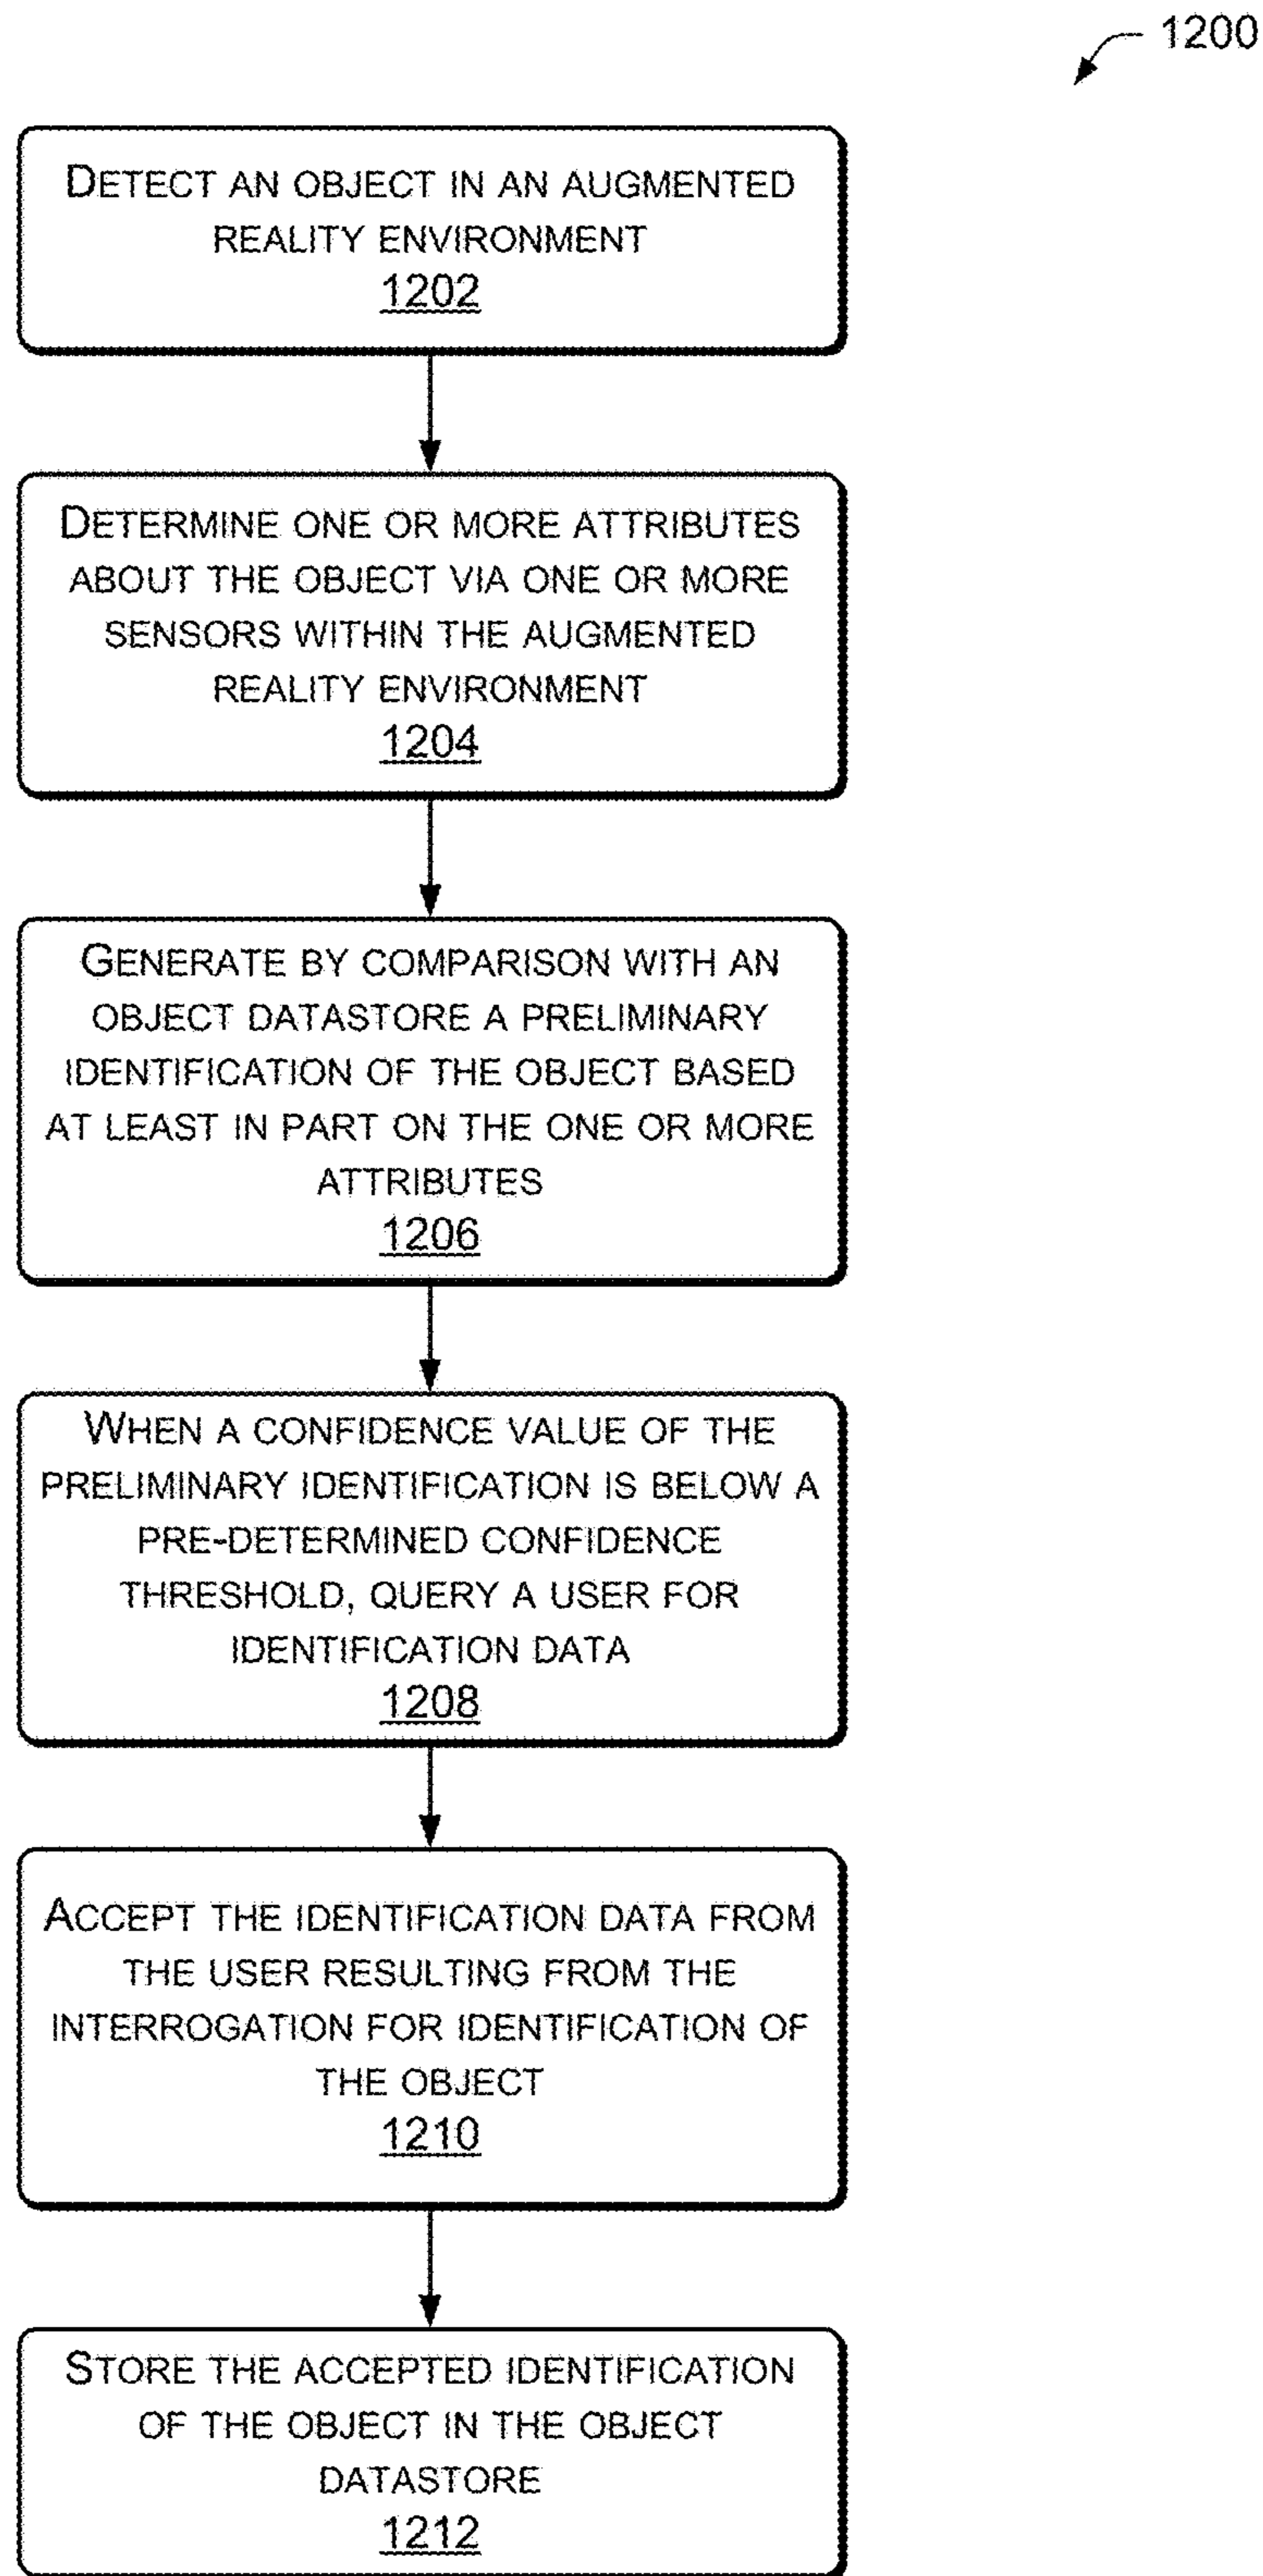 1200
DETECT AN OBJECT IN AN AUGMENTED
REALITY ENVIRONMENT
1202
DETERMINE ONE OR MORE ATTRIBUTES
ABOUT THE OBJECT VIA ONE OR MORE
SENSORS WITHIN THE AUGMENTED
REALITY ENVIRONMENT
1204
GENERATE BY COMPARISON WITH AN
OBJECT DATASTORE A PRELIMINARY
IDENTIFICATION OF THE OBJECT BASED
AT LEAST IN PART ON THE ONE OR MORE
ATTRIBUTES
1206
WHEN A CONFIDENCE VALUE OF THE
PRELIMINARY IDENTIFICATION IS BELOW A
PRE-DETERMINED CONFIDENCE
THRESHOLD, QUERY A USER FOR
IDENTIFICATION DATA
1208
ACCEPT THE IDENTIFICATION DATA FROM
THE USER RESULTING FROM THE
INTERROGATION FOR IDENTIFICATION OF
THE OBJECT
1210
STORE THE ACCEPTED IDENTIFICATION
OF THE OBJECT IN THE OBJECT
DATASTORE
1212